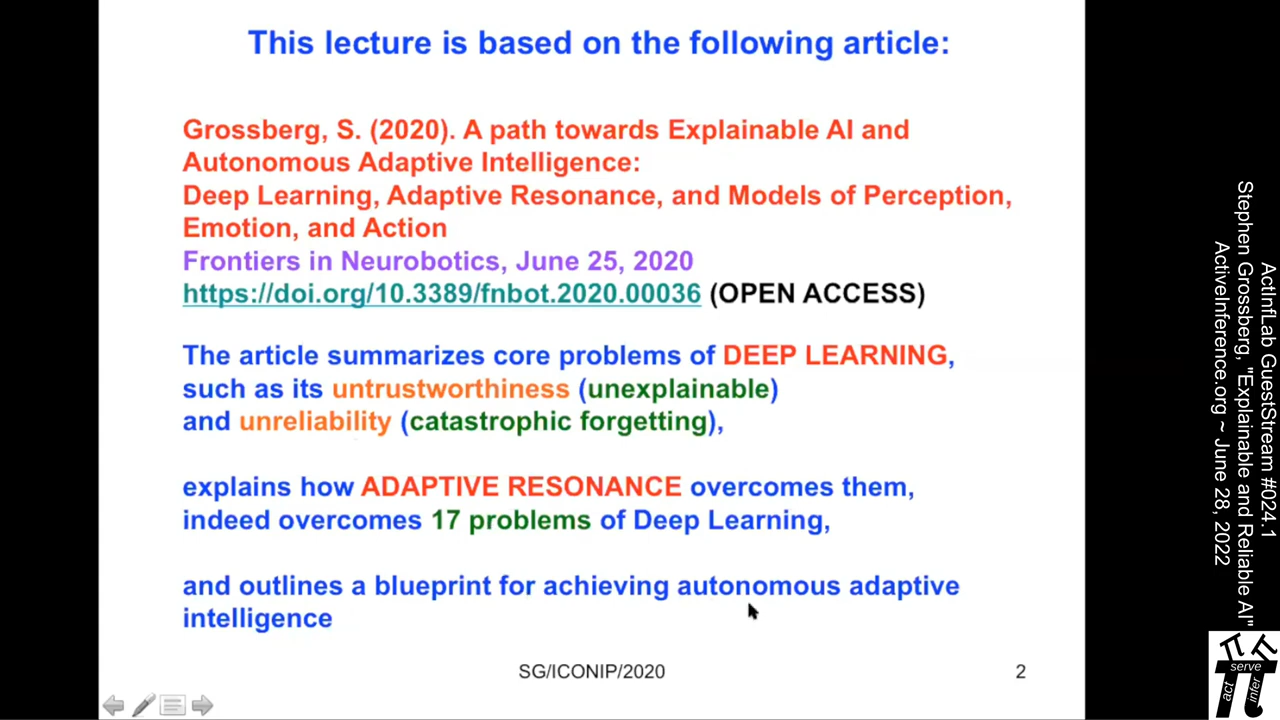 This lecture is based on the following article:
Grossberg, S. (2020). A path towards Explainable AI and
Autonomous Adaptive Intelligence:
Deep Learning, Adaptive Resonance, and Models of Perception,
Emotion, and Action
Frontiers in Neurobotics, June 25, 2020
https://doi.org/10.3389/fnbot.2020.00036 (OPEN ACCESS)
The article summarizes core problems of DEEP LEARNING,
such as its untrustworthiness (unexplainable)
and unreliability (catastrophic forgetting),
explains how ADAPTIVE RESONANCE overcomes them,
indeed overcomes 17 problems of Deep Learning,
and outlines a blueprint for achieving autonomous adaptive
intelligence
SG/ICONIP/2020
2
ActInfLab GuestStream #024.1
Stephen Grossberg, "Explainable and Reliable AI"
ActiveInference.org ~ June 28, 2022
serve
act
infer